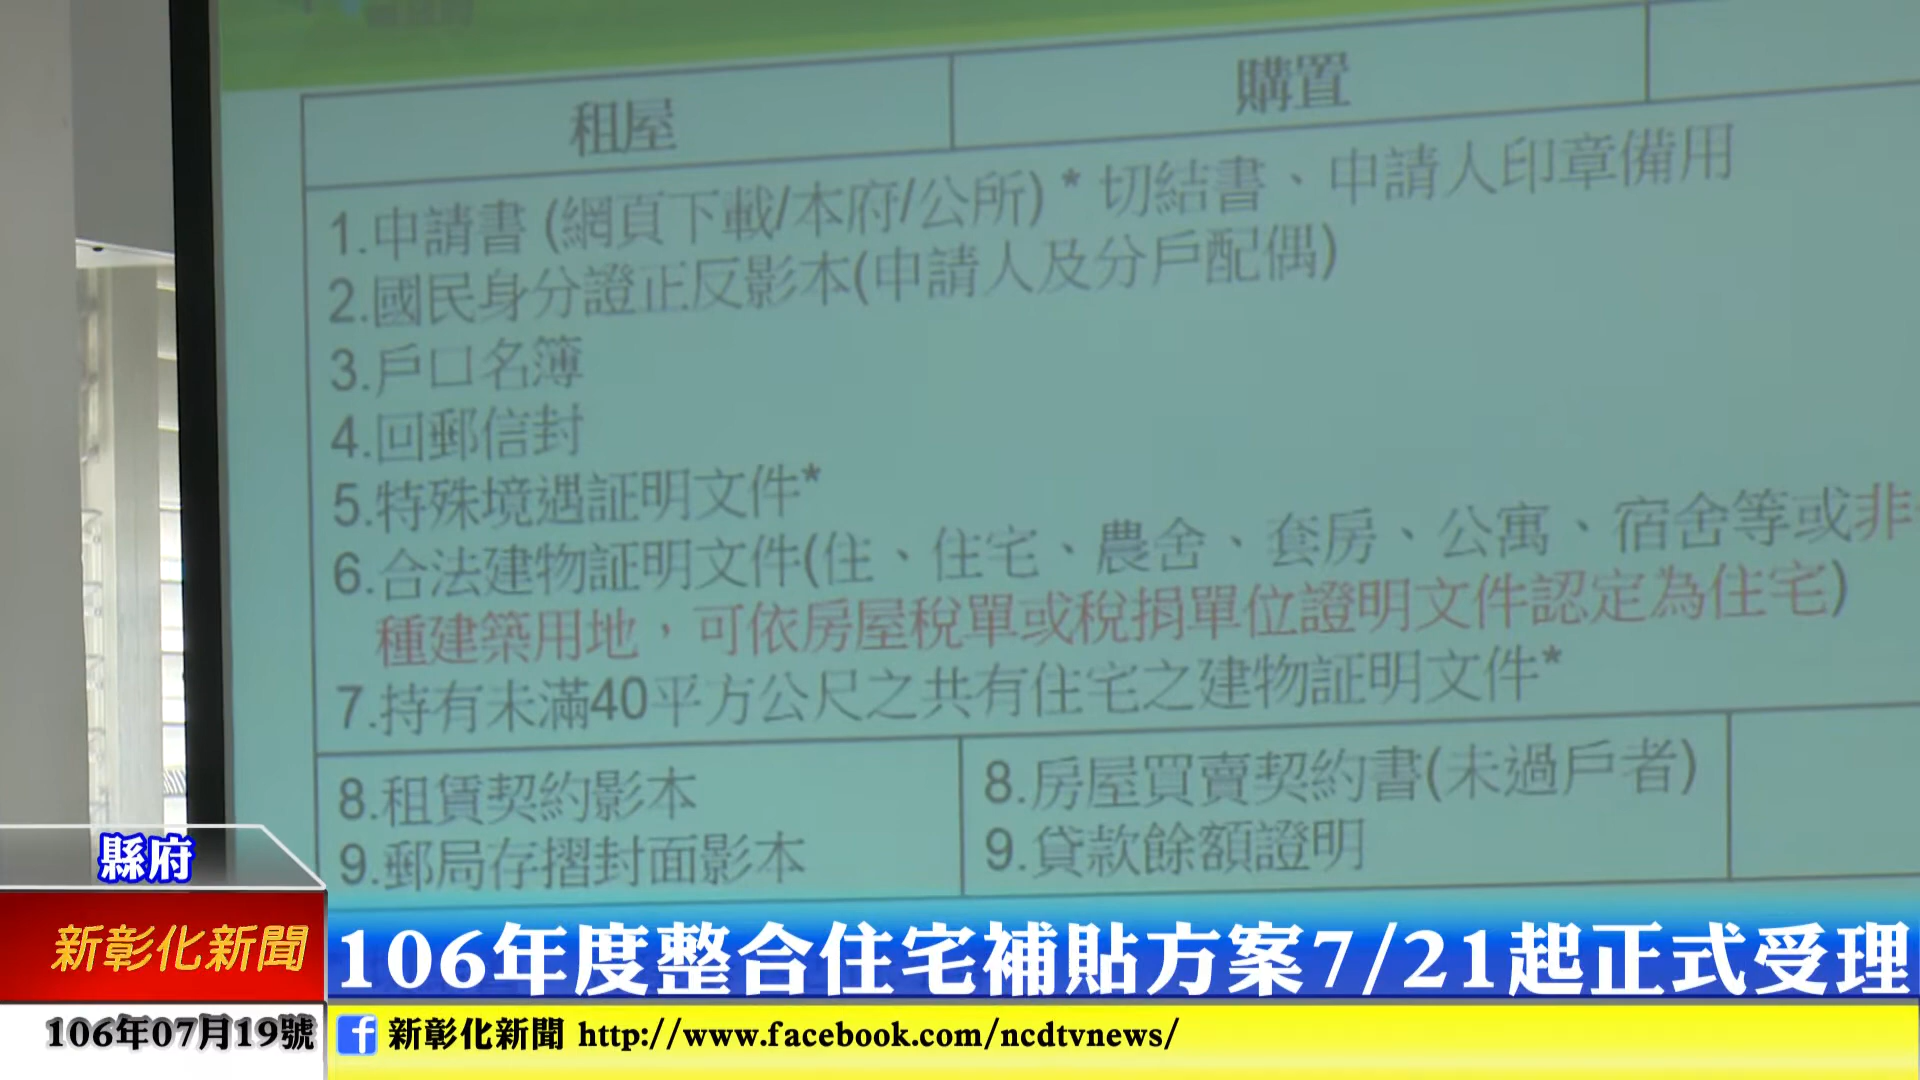 租屋
購置
1.申請書 (網頁下載/本府/公所) * 切結書、申請人印章備用
2.國民身分證正反影本(申請人及分戶配偶)
3.戶口名簿
4.回郵信封
5.特殊境遇証明文件*
6.合法建物証明文件(住、住宅、農舍、套房、公寓、宿舍等或非
種建築用地，可依房屋稅單或稅捐單位證明文件認定為住宅)
7.持有未滿40平方公尺之共有住宅之建物証明文件*
8.租賃契約影本
9.郵局存摺封面影本
8.房屋買賣契約書(未過戶者)
9.貸款餘額證明
縣府
新彰化新聞
106年度整合住宅補貼方案7/21起正式受理
106年07月19號
新彰化新聞 http://www.facebook.com/ncdtvnews/